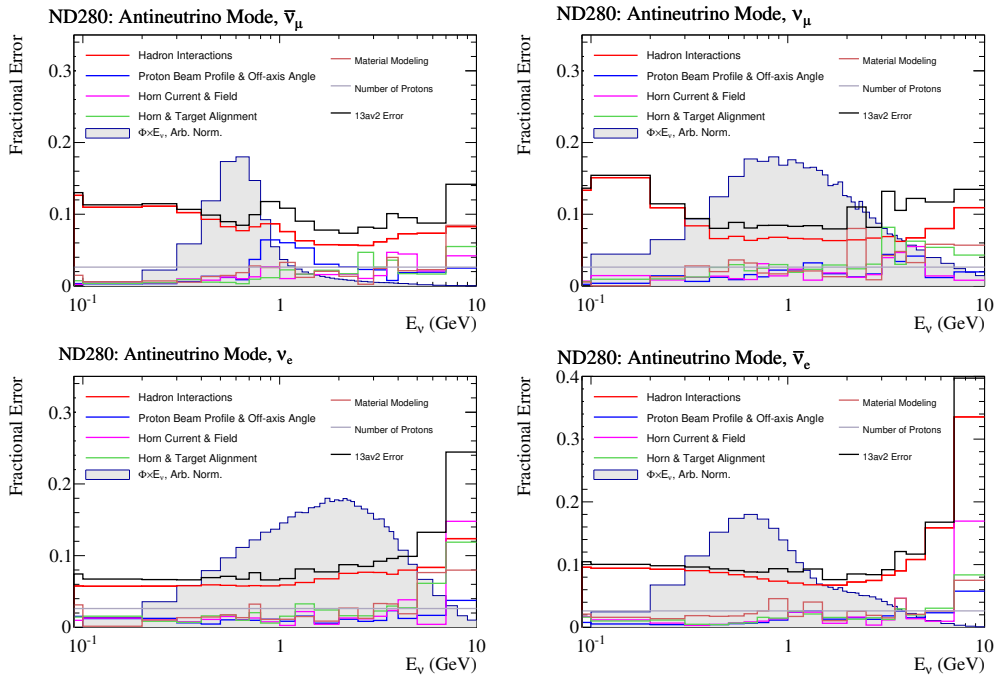 ND280: Antineutrino Mode, ν̅μ
Fractional Error
0.3
0.2
0.1
0
Hadron Interactions
Proton Beam Profile & Off-axis Angle
Horn Current & Field
Horn & Target Alignment
Φ×Eν, Arb. Norm.
Material Modeling
Number of Protons
13av2 Error
10⁻¹
1
10
Eν (GeV)
ND280: Antineutrino Mode, νμ
Fractional Error
0.3
0.2
0.1
0
Hadron Interactions
Proton Beam Profile & Off-axis Angle
Horn Current & Field
Horn & Target Alignment
Φ×Eν, Arb. Norm.
Material Modeling
Number of Protons
13av2 Error
10⁻¹
1
10
Eν (GeV)
ND280: Antineutrino Mode, νe
Fractional Error
0.3
0.2
0.1
0
Hadron Interactions
Proton Beam Profile & Off-axis Angle
Horn Current & Field
Horn & Target Alignment
Φ×Eν, Arb. Norm.
Material Modeling
Number of Protons
13av2 Error
10⁻¹
1
10
Eν (GeV)
ND280: Antineutrino Mode, ν̅e
Fractional Error
0.4
0.3
0.2
0.1
0
Hadron Interactions
Proton Beam Profile & Off-axis Angle
Horn Current & Field
Horn & Target Alignment
Φ×Eν, Arb. Norm.
Material Modeling
Number of Protons
13av2 Error
10⁻¹
1
10
Eν (GeV)